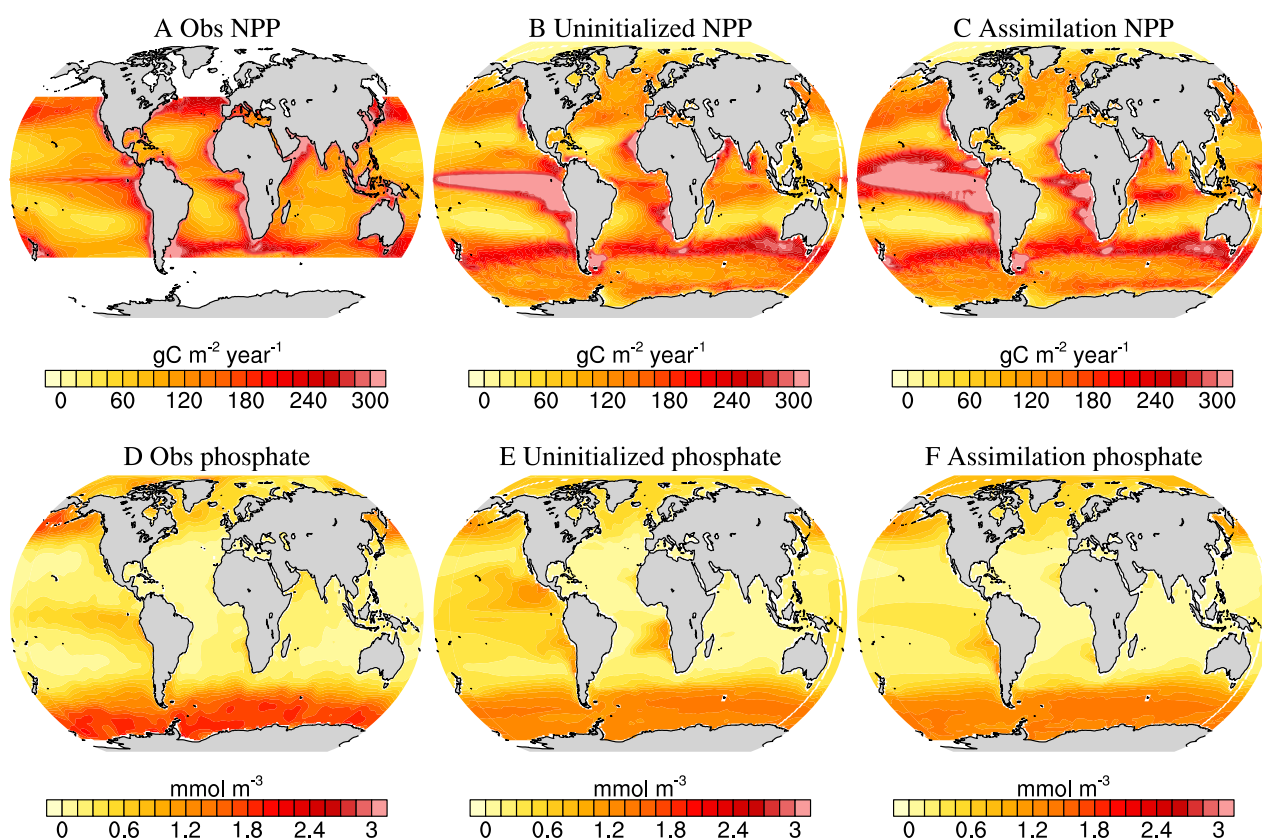 A Obs NPP
B Uninitialized NPP
C Assimilation NPP
gC m⁻² year⁻¹
0 60 120 180 240 300
gC m⁻² year⁻¹
0 60 120 180 240 300
gC m⁻² year⁻¹
0 60 120 180 240 300
D Obs phosphate
E Uninitialized phosphate
F Assimilation phosphate
mmol m⁻³
0 0.6 1.2 1.8 2.4 3
mmol m⁻³
0 0.6 1.2 1.8 2.4 3
mmol m⁻³
0 0.6 1.2 1.8 2.4 3